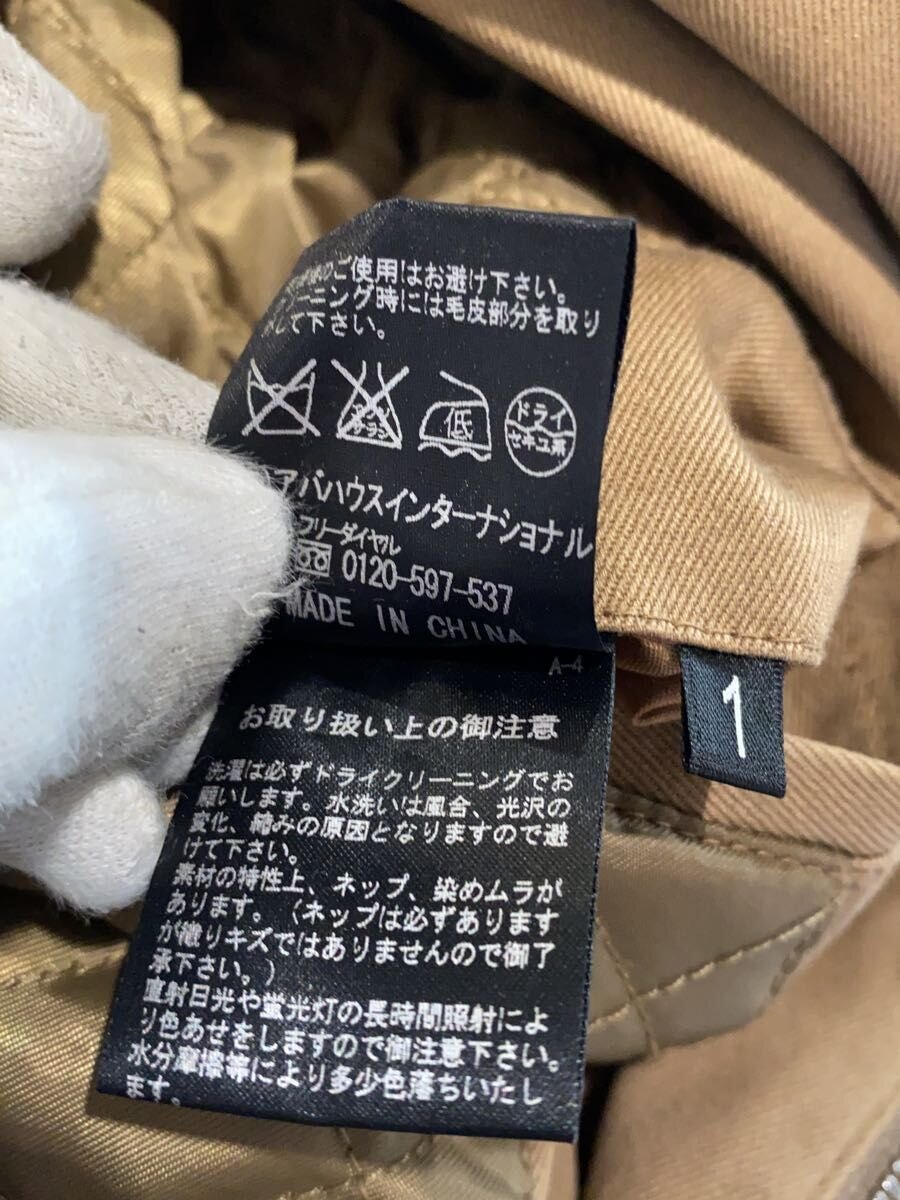 ご使用はお避け下さい。
ーニング時には毛皮部分を取り
して下さい。
エンソ
サラシ
低
ドライ
セキユ系
アバハウスインターナショナル
フリーダイヤル
0120-597-537
MADE IN CHINA
A-4
1
お取り扱い上の御注意
洗濯は必ずドライクリーニングでお
願いします。水洗いは風合、光沢の
変化、縮みの原因となりますので避
けて下さい。
素材の特性上、ネップ、染めムラが
あります。(ネップは必ずあります
が織りキズではありませんので御了
承下さい。)
直射日光や蛍光灯の長時間照射によ
り色あせをしますので御注意下さい。
水分摩擦等により多少色落ちいたし
ます。